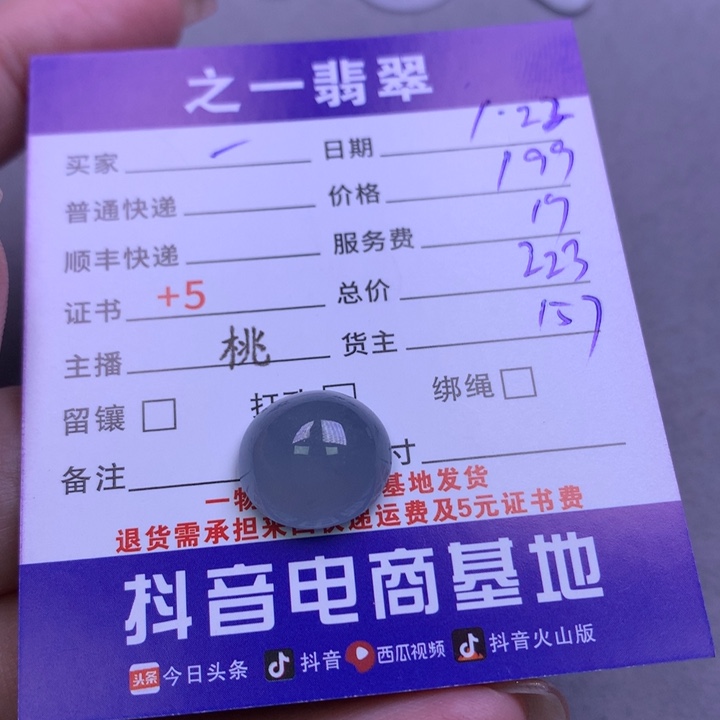 之一翡翠
买家 日期 1.22
普通快递 价格 199
顺丰快递 服务费 19
证书 +5 总价 223
主播 桃 货主 157
留镶 绑绳
备注 寸
一物 基地发货
退货需承担来 快递运费及5元证书费
抖音电商基地
头条 今日头条 抖音 西瓜视频 抖音火山版